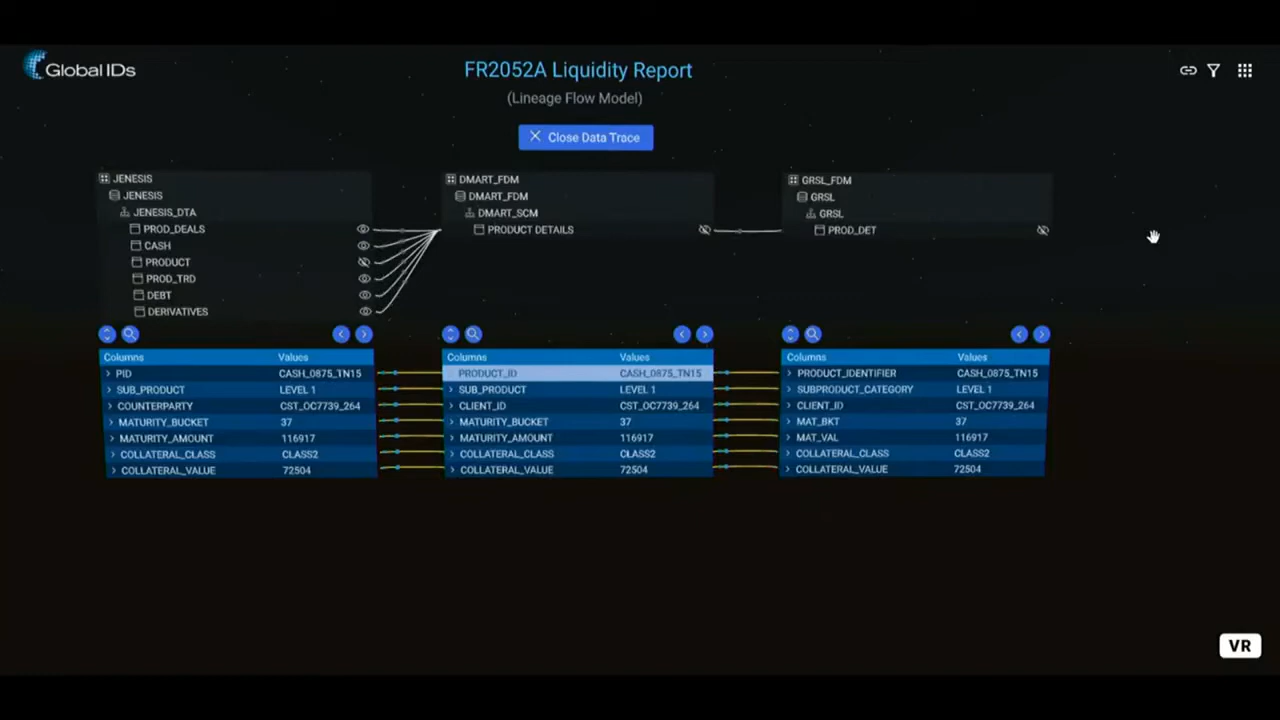 Global IDs
FR2052A Liquidity Report
(Lineage Flow Model)
Close Data Trace
JENESIS
JENESIS
JENESIS_DTA
PROD_DEALS
CASH
PRODUCT
PROD_TRD
DEBT
DERIVATIVES
DMART_FDM
DMART_FDM
DMART_SCM
PRODUCT DETAILS
GRSL_FDM
GRSL
GRSL
PROD_DET
Columns Values
PID CASH_0875_TN15
SUB_PRODUCT LEVEL 1
COUNTERPARTY CST_OC7739_264
MATURITY_BUCKET 37
MATURITY_AMOUNT 116917
COLLATERAL_CLASS CLASS2
COLLATERAL_VALUE 72504
Columns Values
PRODUCT_ID CASH_0875_TN15
SUB_PRODUCT LEVEL 1
CLIENT_ID CST_OC7739_264
MATURITY_BUCKET 37
MATURITY_AMOUNT 116917
COLLATERAL_CLASS CLASS2
COLLATERAL_VALUE 72504
Columns Values
PRODUCT_IDENTIFIER CASH_0875_TN15
SUBPRODUCT_CATEGORY LEVEL 1
CLIENT_ID CST_OC7739_264
MAT_BKT 37
MAT_VAL 116917
COLLATERAL_CLASS CLASS2
COLLATERAL_VALUE 72504
VR